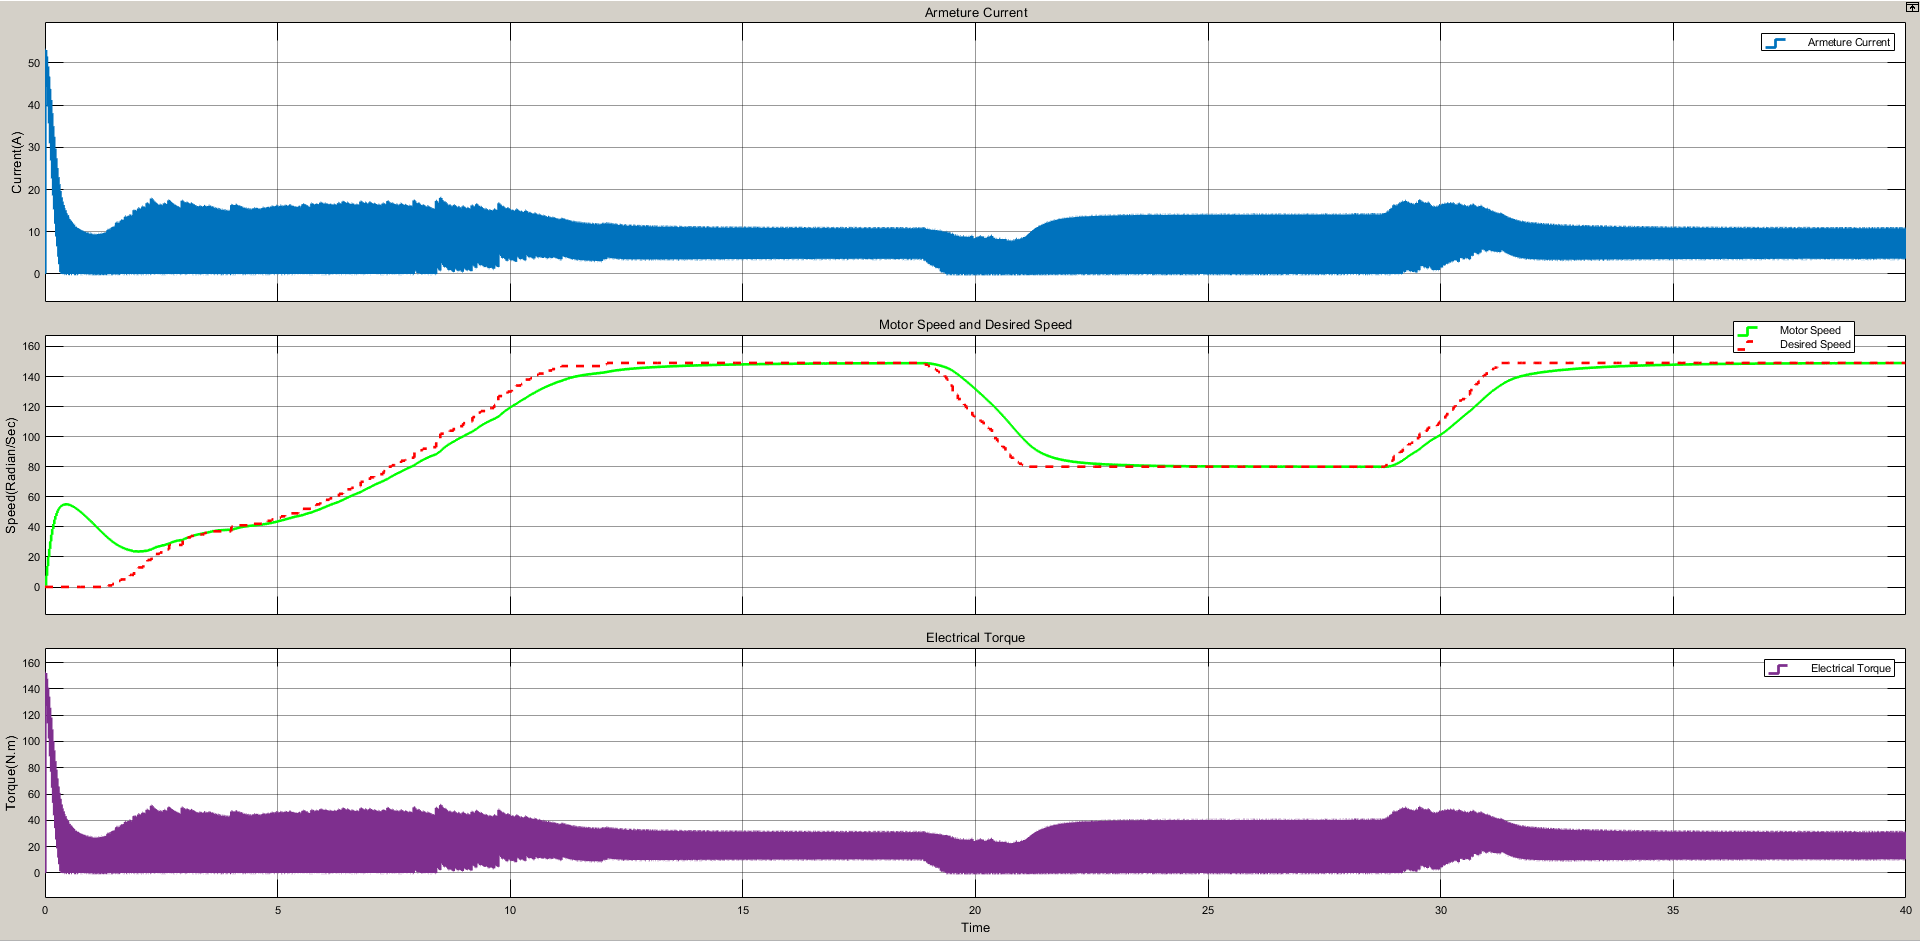 Armeture Current
Armeture Current
50
40
30
20
10
0
Current(A)
Motor Speed and Desired Speed
Motor Speed
Desired Speed
160
140
120
100
80
60
40
20
0
Speed(Radian/Sec)
Electrical Torque
Electrical Torque
160
140
120
100
80
60
40
20
0
Torque(N.m)
0 5 10 15 20 25 30 35 40
Time